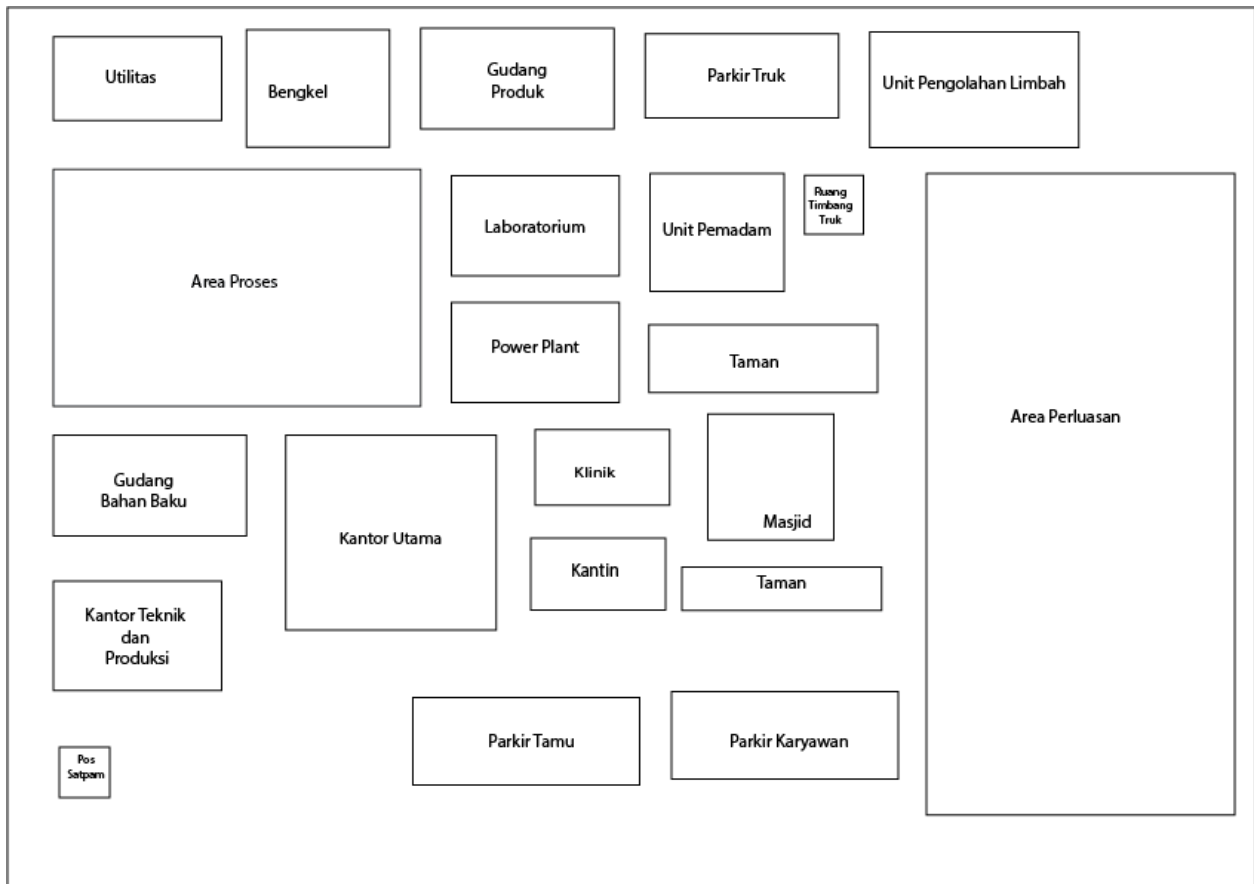 Utilitas
Bengkel
Gudang
Produk
Parkir Truk
Unit Pengolahan Limbah
Area Proses
Laboratorium
Unit Pemadam
Ruang
Timbang
Truk
Power Plant
Taman
Area Perluasan
Gudang
Bahan Baku
Kantor Utama
Klinik
Masjid
Kantin
Taman
Kantor Teknik
dan
Produksi
Parkir Tamu
Parkir Karyawan
Pos
Satpam